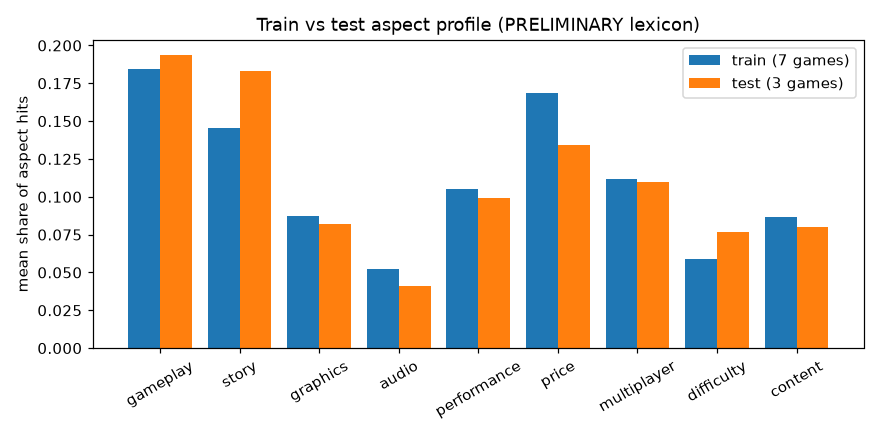 Train vs test aspect profile (PRELIMINARY lexicon)
mean share of aspect hits
0.200
0.175
0.150
0.125
0.100
0.075
0.050
0.025
0.000
train (7 games)
test (3 games)
gameplay
story
graphics
audio
performance
price
multiplayer
difficulty
content